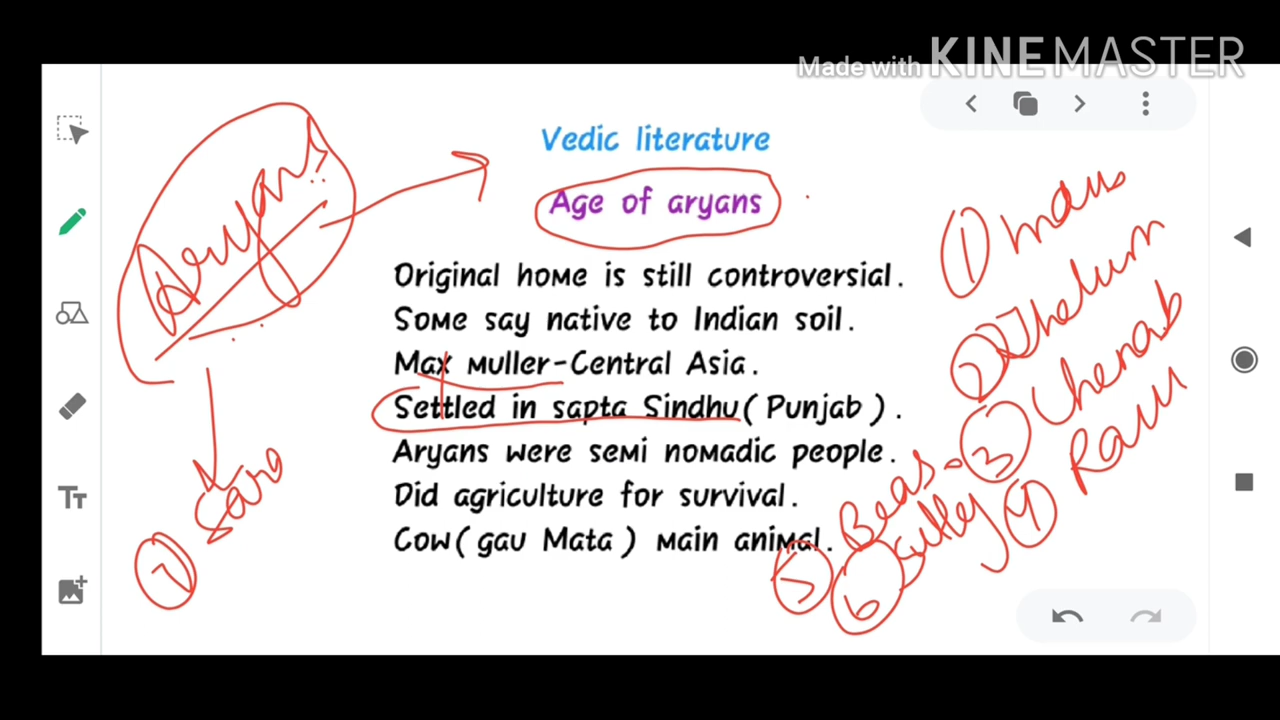 Made with KINEMASTER
Vedic literature
Age of aryans
Original home is still controversial.
Some say native to Indian soil.
Max muller-Central Asia.
Settled in sapta Sindhu(Punjab).
Aryans were semi nomadic people.
Did agriculture for survival.
Cow(gau Mata) main animal.
Aryans
① Indus
② Jhelum
③ Chenab
④ Ravi
⑤ Beas
⑥ Sutlej
⑦ Sara
Tт